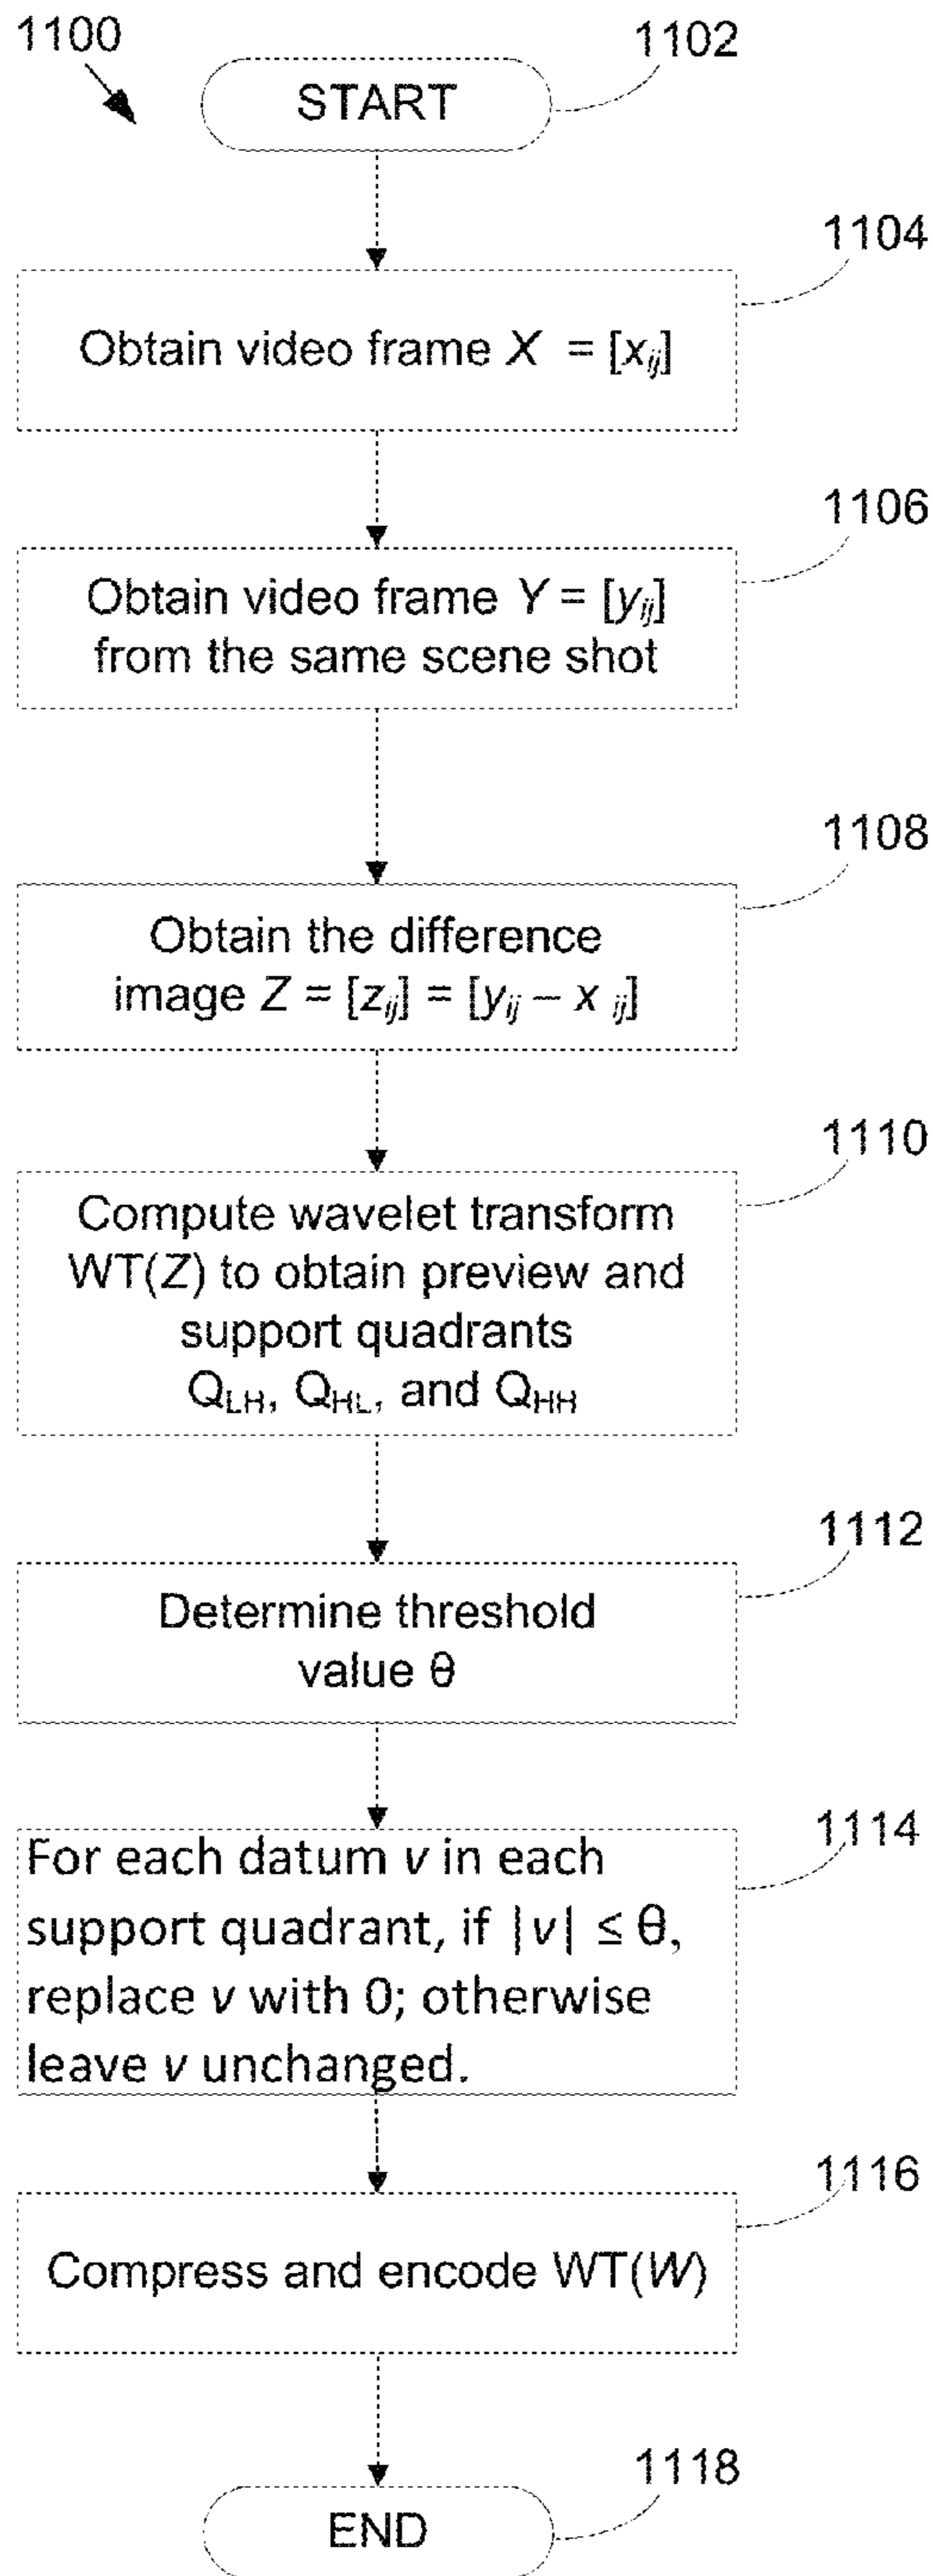 1100
1102
START
1104
Obtain video frame X = [xij]
1106
Obtain video frame Y = [yij]
from the same scene shot
1108
Obtain the difference
image Z = [zij] = [yij – x ij]
1110
Compute wavelet transform
WT(Z) to obtain preview and
support quadrants
QLH, QHL, and QHH
1112
Determine threshold
value θ
1114
For each datum v in each
support quadrant, if |v| ≤ θ,
replace v with 0; otherwise
leave v unchanged.
1116
Compress and encode WT(W)
1118
END